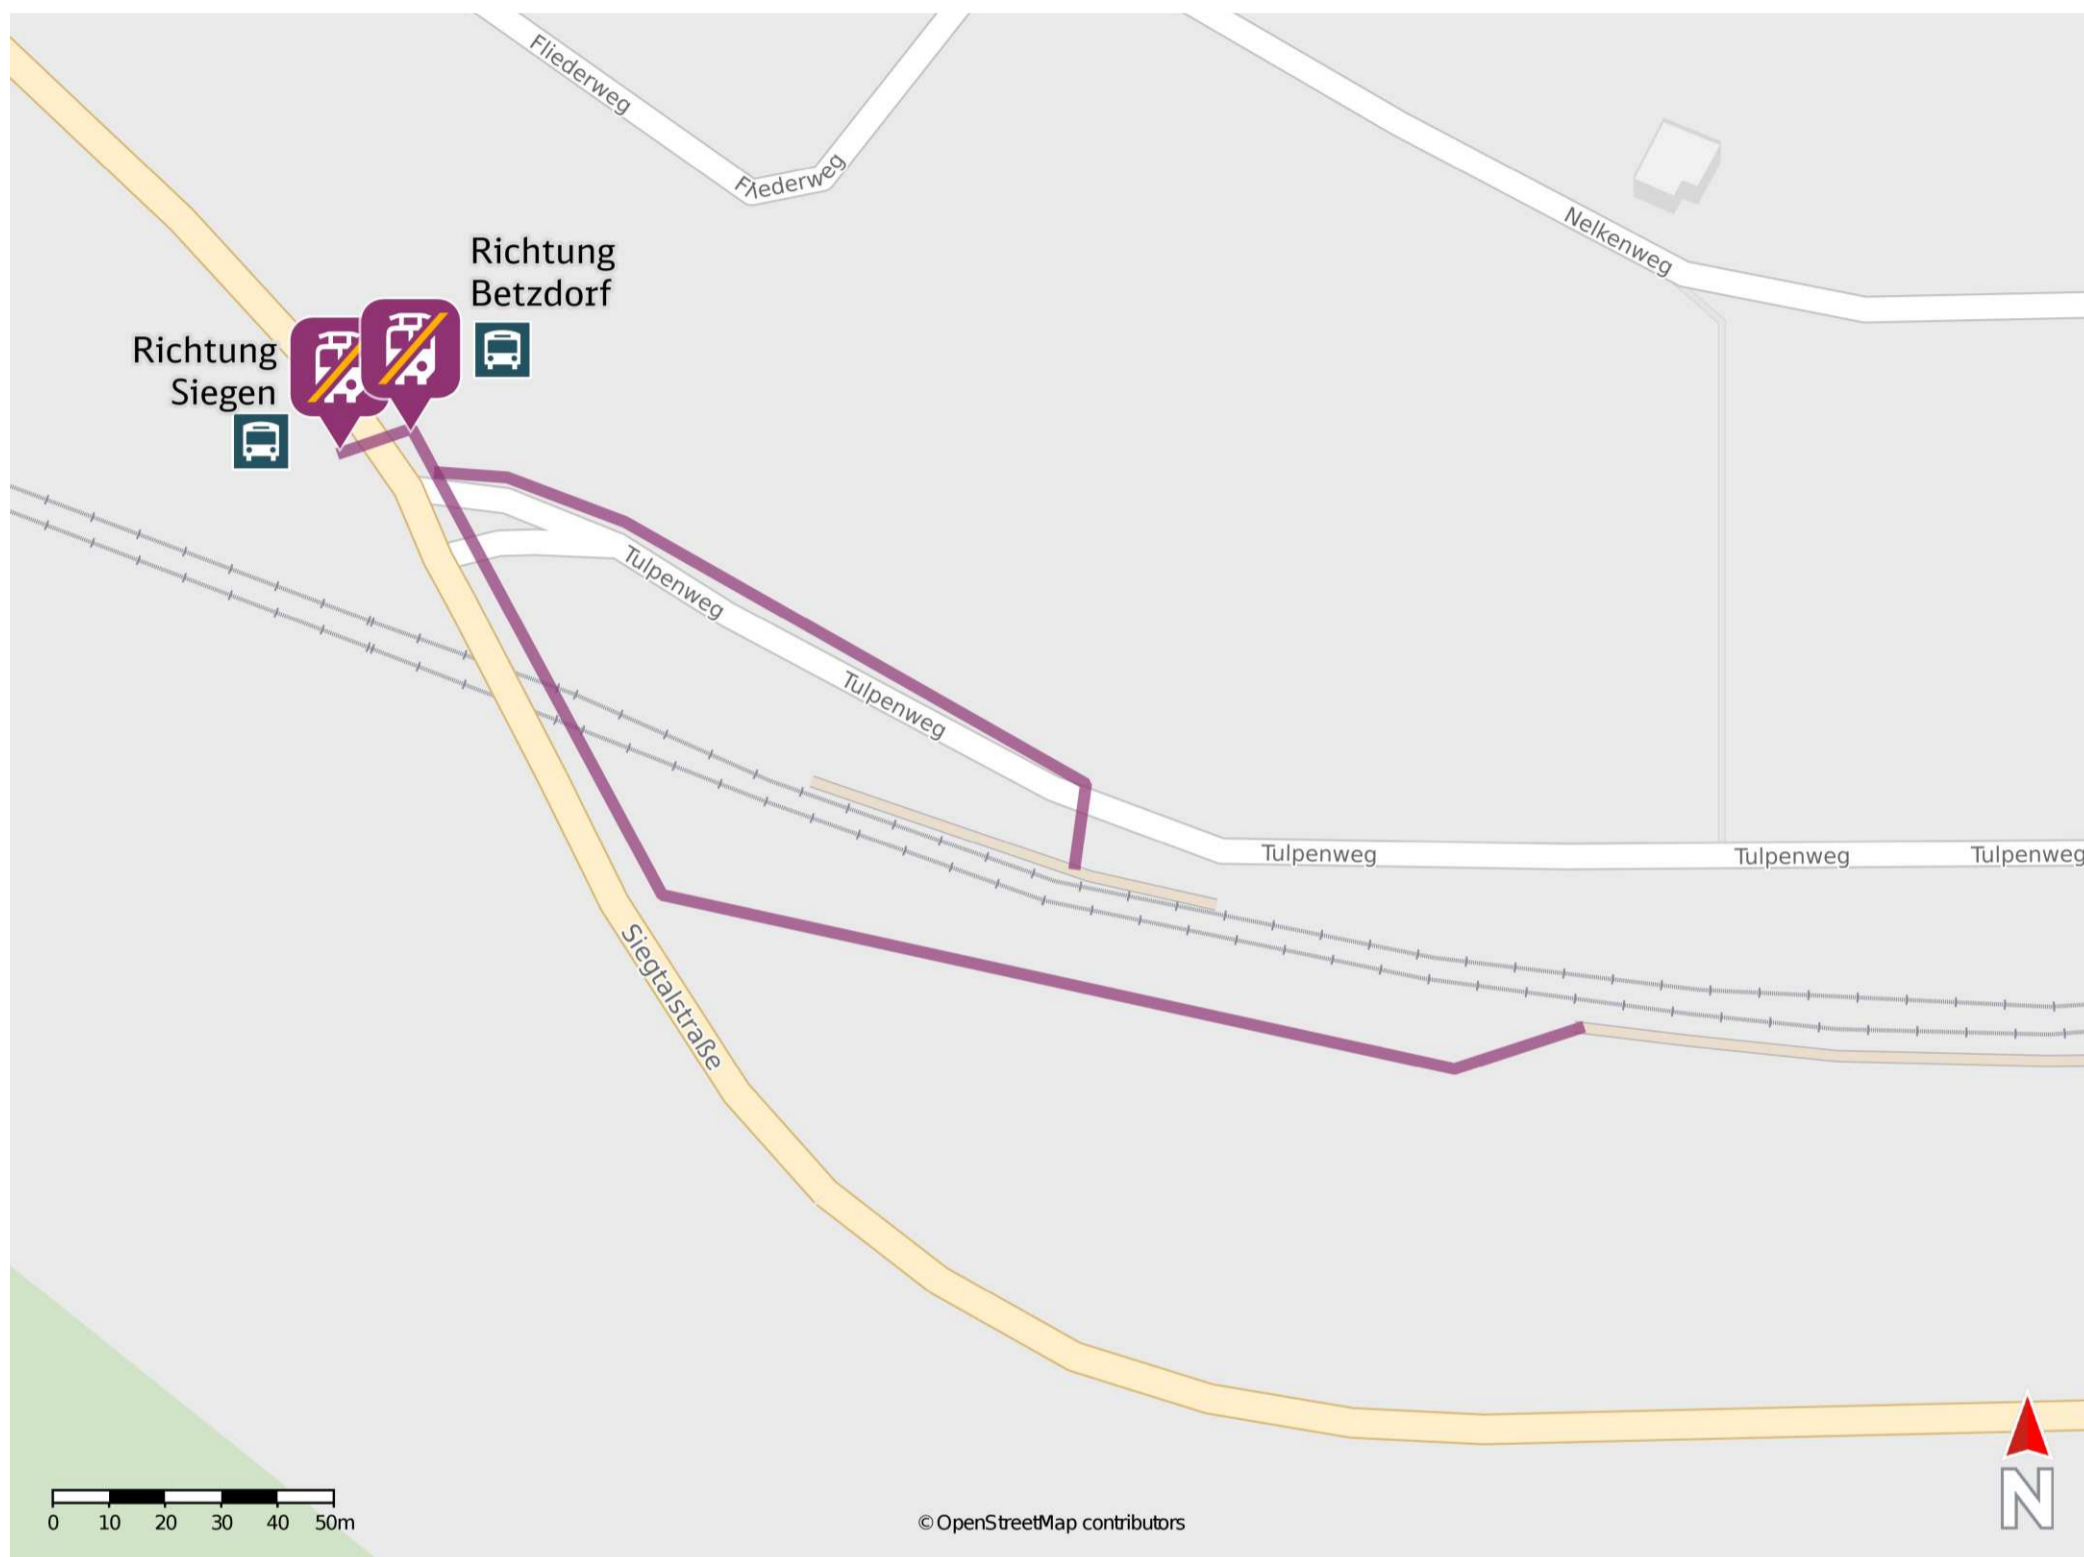 Fliederweg
Fliederweg
Nelkenweg
Richtung
Betzdorf
Richtung
Siegen
Tulpenweg
Tulpenweg
Tulpenweg
Tulpenweg
Tulpenweg
Siegtalstraße
0 10 20 30 40 50m
© OpenStreetMap contributors
N